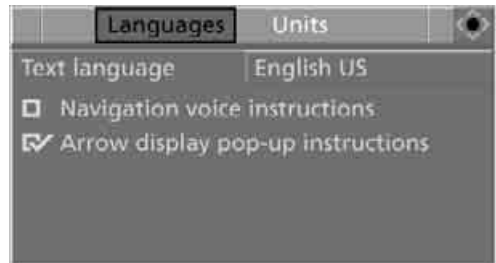 Languages Units
Text language English US
Navigation voice instructions
Arrow display pop-up instructions